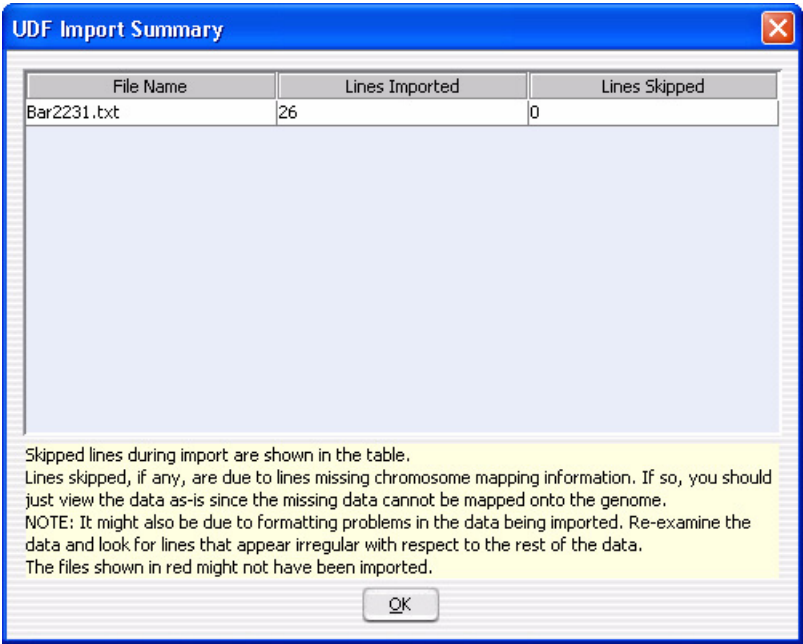 UDF Import Summary
File Name Lines Imported Lines Skipped
Bar2231.txt 26 0
Skipped lines during import are shown in the table.
Lines skipped, if any, are due to lines missing chromosome mapping information. If so, you should
just view the data as-is since the missing data cannot be mapped onto the genome.
NOTE: It might also be due to formatting problems in the data being imported. Re-examine the
data and look for lines that appear irregular with respect to the rest of the data.
The files shown in red might not have been imported.
OK